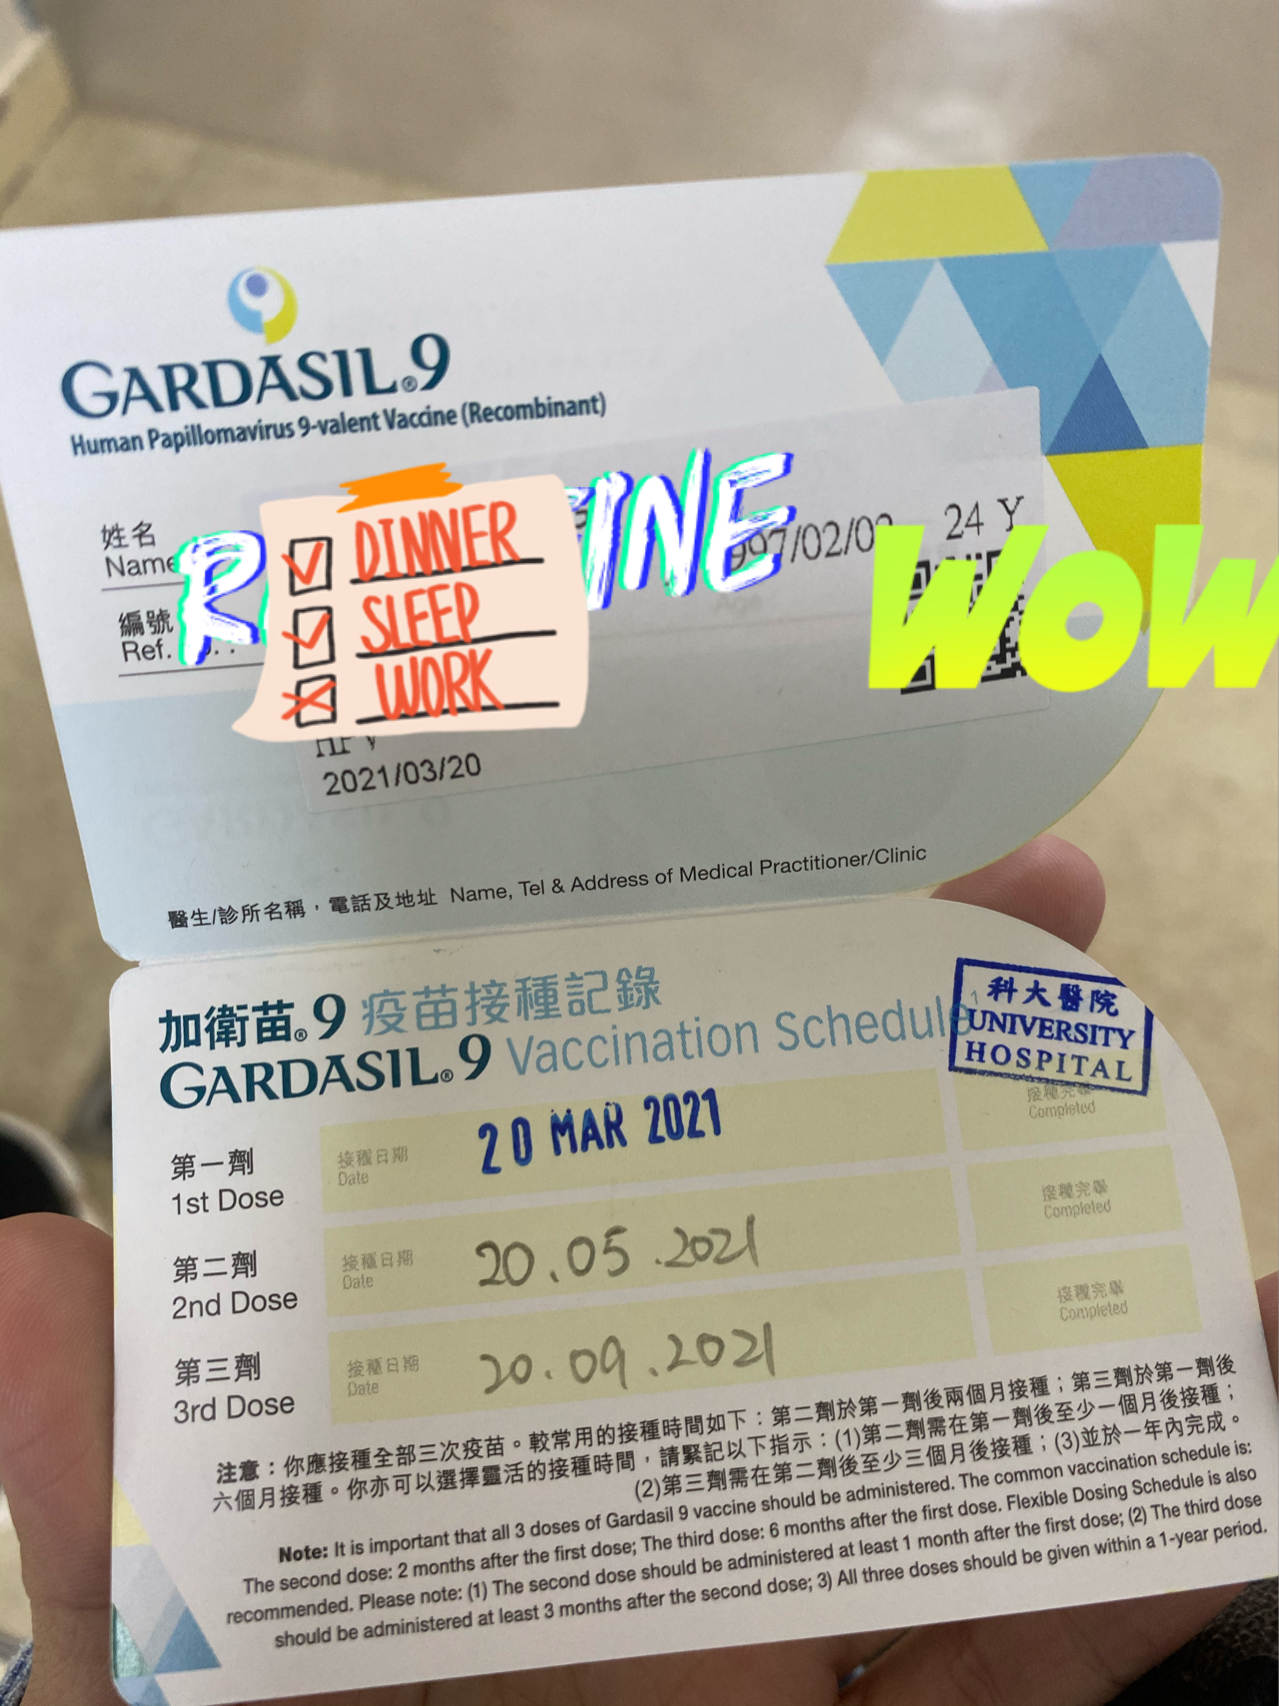 GARDASIL®9
Human Papillomavirus 9-valent Vaccine (Recombinant)
姓名
Name
24 Y
編號
Ref.
WOW
DINNER
SLEEP
WORK
HPV
2021/03/20
醫生/診所名稱，電話及地址 Name, Tel & Address of Medical Practitioner/Clinic
加衛苗®9 疫苗接種記錄
GARDASIL®9 Vaccination Schedule¹
科大醫院
UNIVERSITY
HOSPITAL
第一劑
1st Dose
接種日期
Date
20 MAR 2021
接種完畢
Completed
第二劑
2nd Dose
接種日期
Date
20.05.2021
接種完畢
Completed
第三劑
3rd Dose
接種日期
Date
20.09.2021
接種完畢
Completed
注意：你應接種全部三次疫苗。較常用的接種時間如下：第二劑於第一劑後兩個月接種；第三劑於第一劑後
六個月接種。你亦可以選擇靈活的接種時間，請緊記以下指示：(1)第二劑需在第一劑後至少一個月後接種；
(2)第三劑需在第二劑後至少三個月後接種；(3)並於一年內完成。
Note: It is important that all 3 doses of Gardasil 9 vaccine should be administered. The common vaccination schedule is:
The second dose: 2 months after the first dose; The third dose: 6 months after the first dose. Flexible Dosing Schedule is also
recommended. Please note: (1) The second dose should be administered at least 1 month after the first dose; (2) The third dose
should be administered at least 3 months after the second dose; 3) All three doses should be given within a 1-year period.